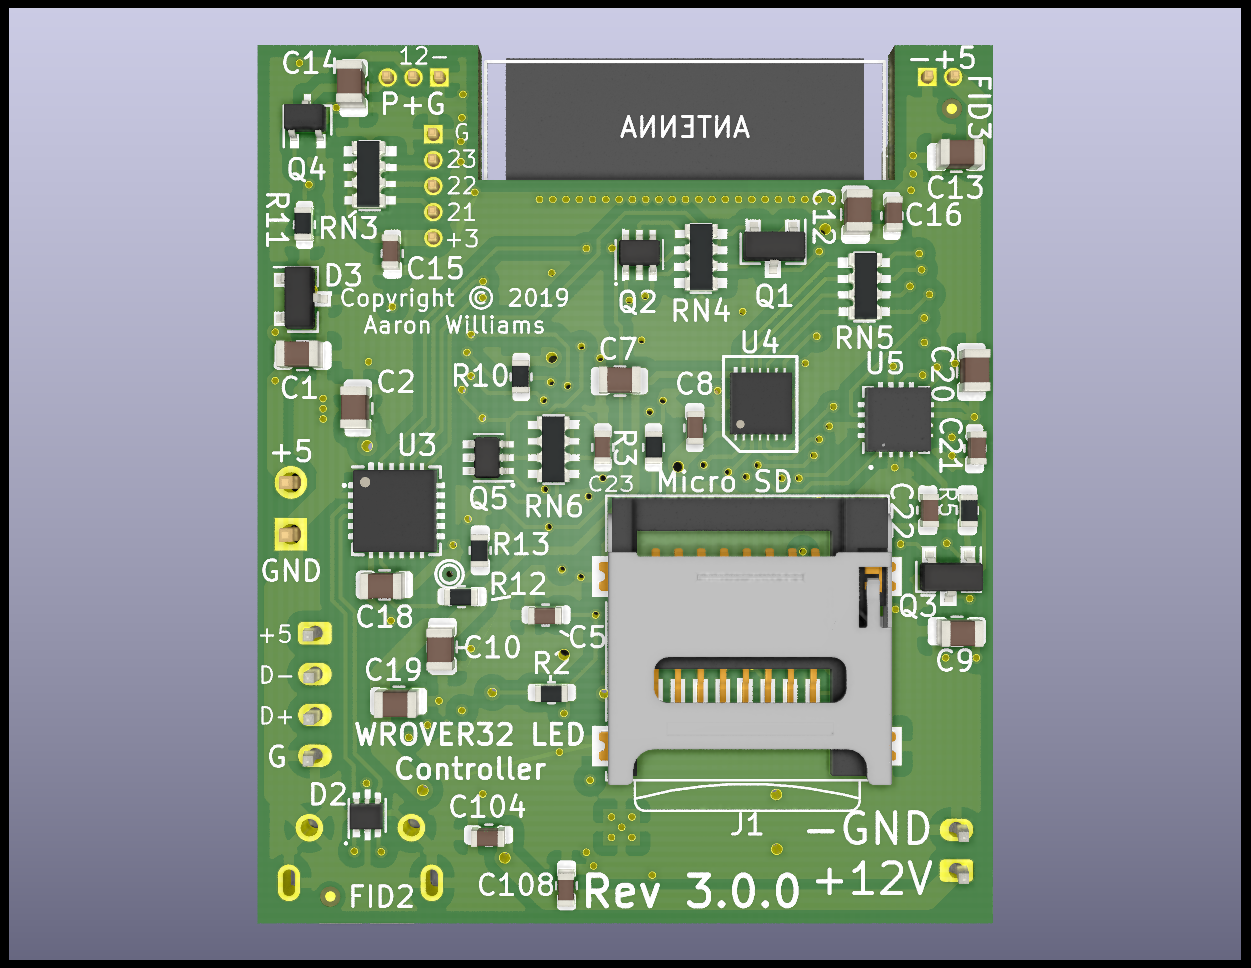 C14
12-
-+5
P+G
FID3
ANTENNA
G
Q4
23
C13
22
R11
RN3
21
C12
C16
+3
C15
D3
Copyright © 2019
Aaron Williams
Q2
RN4
Q1
RN5
U4
C7
U5
C1
C2
R10
C8
C20
U3
+5
R3
C21
Q5
C23
Micro SD
RN6
C22
R5
R13
GND
R12
C18
Q3
+5
C10
C5
C9
D-
C19
R2
D+
WROVER32 LED
G
Controller
D2
C104
J1
-GND
C108
Rev 3.0.0
+12V
FID2